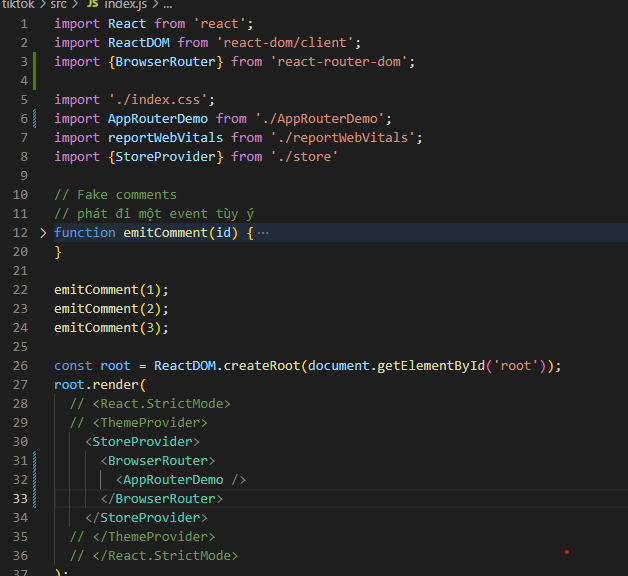 tiktok > src > JS index.js > ...
1 import React from 'react';
2 import ReactDOM from 'react-dom/client';
3 import {BrowserRouter} from 'react-router-dom';
4
5 import './index.css';
6 import AppRouterDemo from './AppRouterDemo';
7 import reportWebVitals from './reportWebVitals';
8 import {StoreProvider} from './store'
9
10 // Fake comments
11 // phát đi một event tùy ý
12 > function emitComment(id) { ...
20 }
21
22 emitComment(1);
23 emitComment(2);
24 emitComment(3);
25
26 const root = ReactDOM.createRoot(document.getElementById('root'));
27 root.render(
28 // <React.StrictMode>
29 // <ThemeProvider>
30 <StoreProvider>
31 <BrowserRouter>
32 <AppRouterDemo />
33 </BrowserRouter>
34 </StoreProvider>
35 // </ThemeProvider>
36 // </React.StrictMode>
37 );